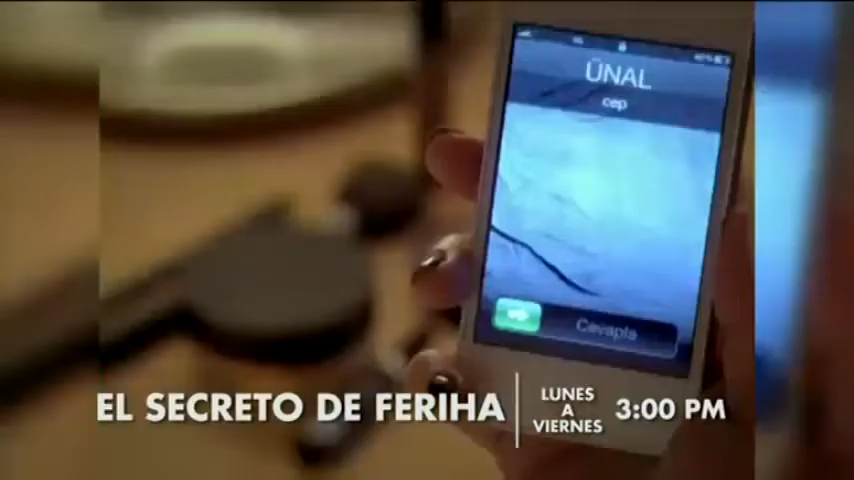 ÜNAL
cep
Cevapla
EL SECRETO DE FERIHA
LUNES
A
VIERNES
3:00 PM